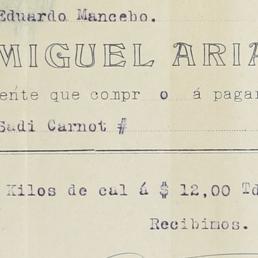 Eduardo Mancebo.
MIGUEL ARIA
ente que compr o á pagar
Sadi Carnot #
Kilos de cal á $ 12,00 Td
Recibimos.